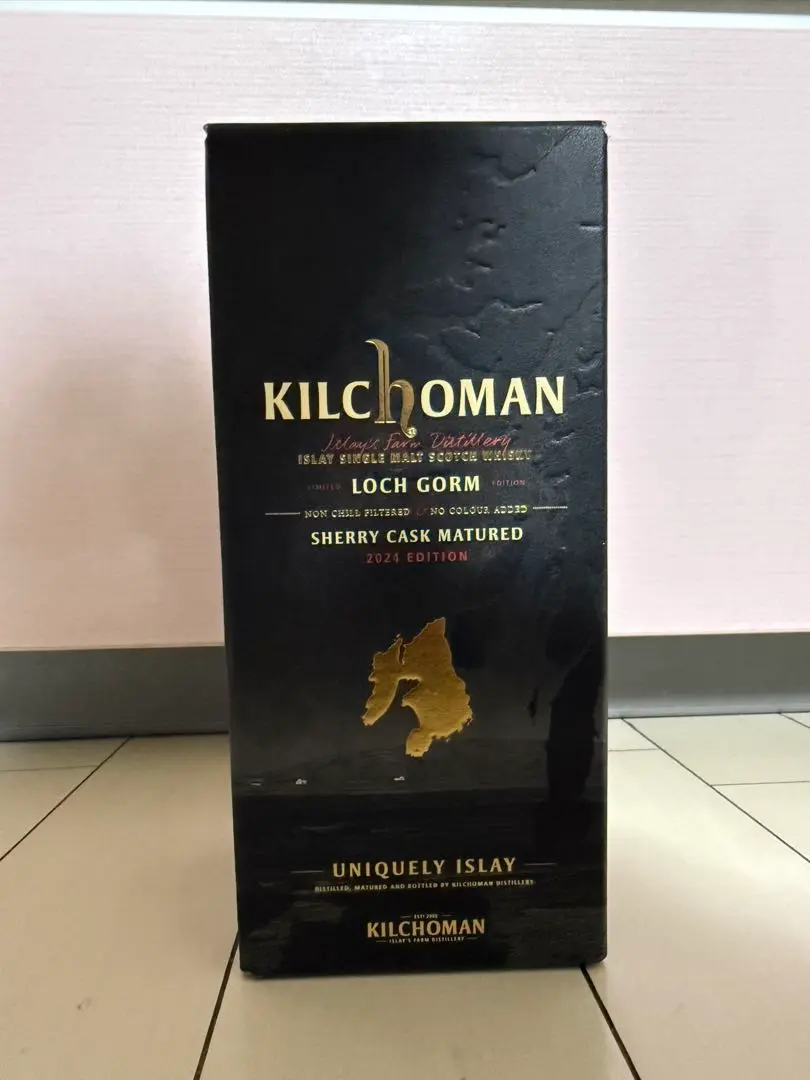 KILCHOMAN
Islay's Farm Distillery
ISLAY SINGLE MALT SCOTCH WHISKY
LIMITED LOCH GORM EDITION
NON CHILL FILTERED NO COLOUR ADDED
SHERRY CASK MATURED
2024 EDITION
UNIQUELY ISLAY
DISTILLED, MATURED AND BOTTLED BY KILCHOMAN DISTILLERY
ESTD 2005
KILCHOMAN
ISLAY'S FARM DISTILLERY